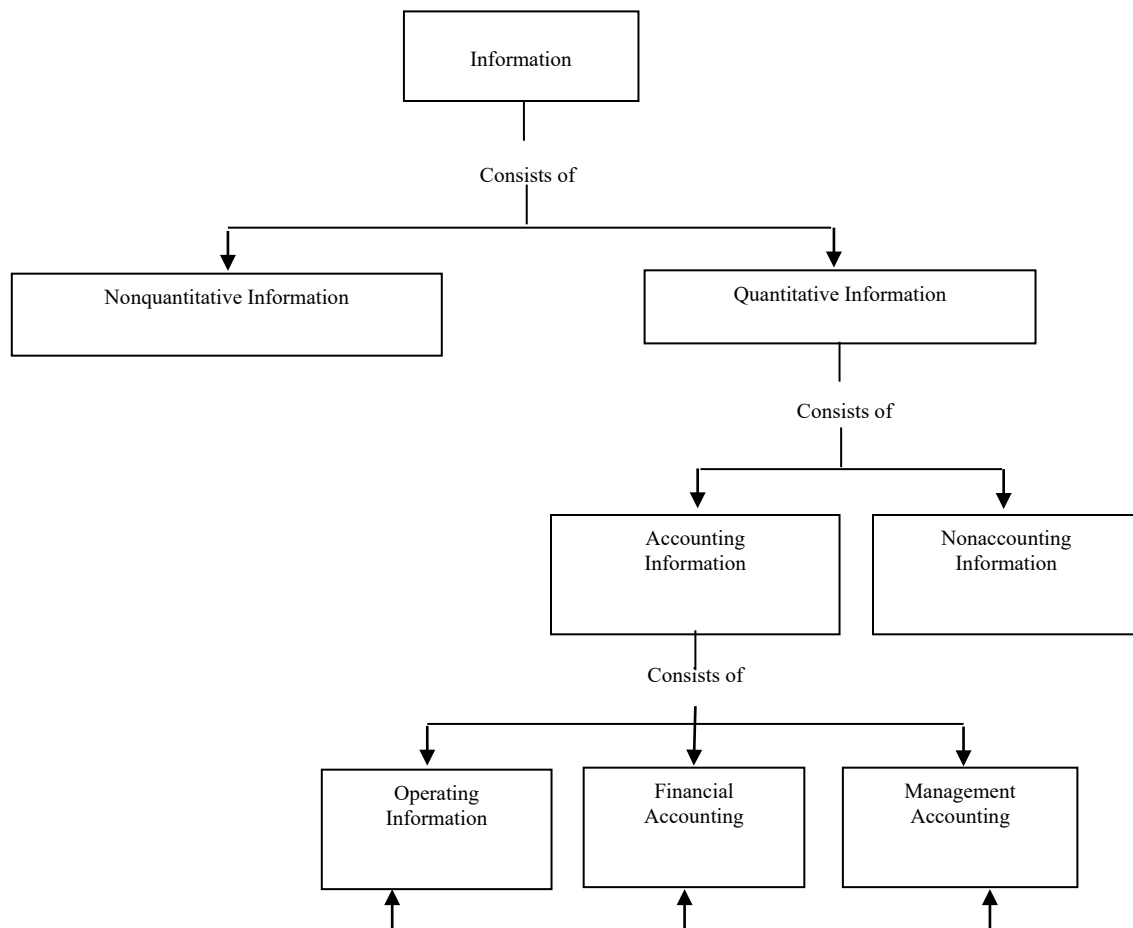 Information
Consists of
Nonquantitative Information
Quantitative Information
Consists of
Accounting
Information
Nonaccounting
Information
Consists of
Operating
Information
Financial
Accounting
Management
Accounting